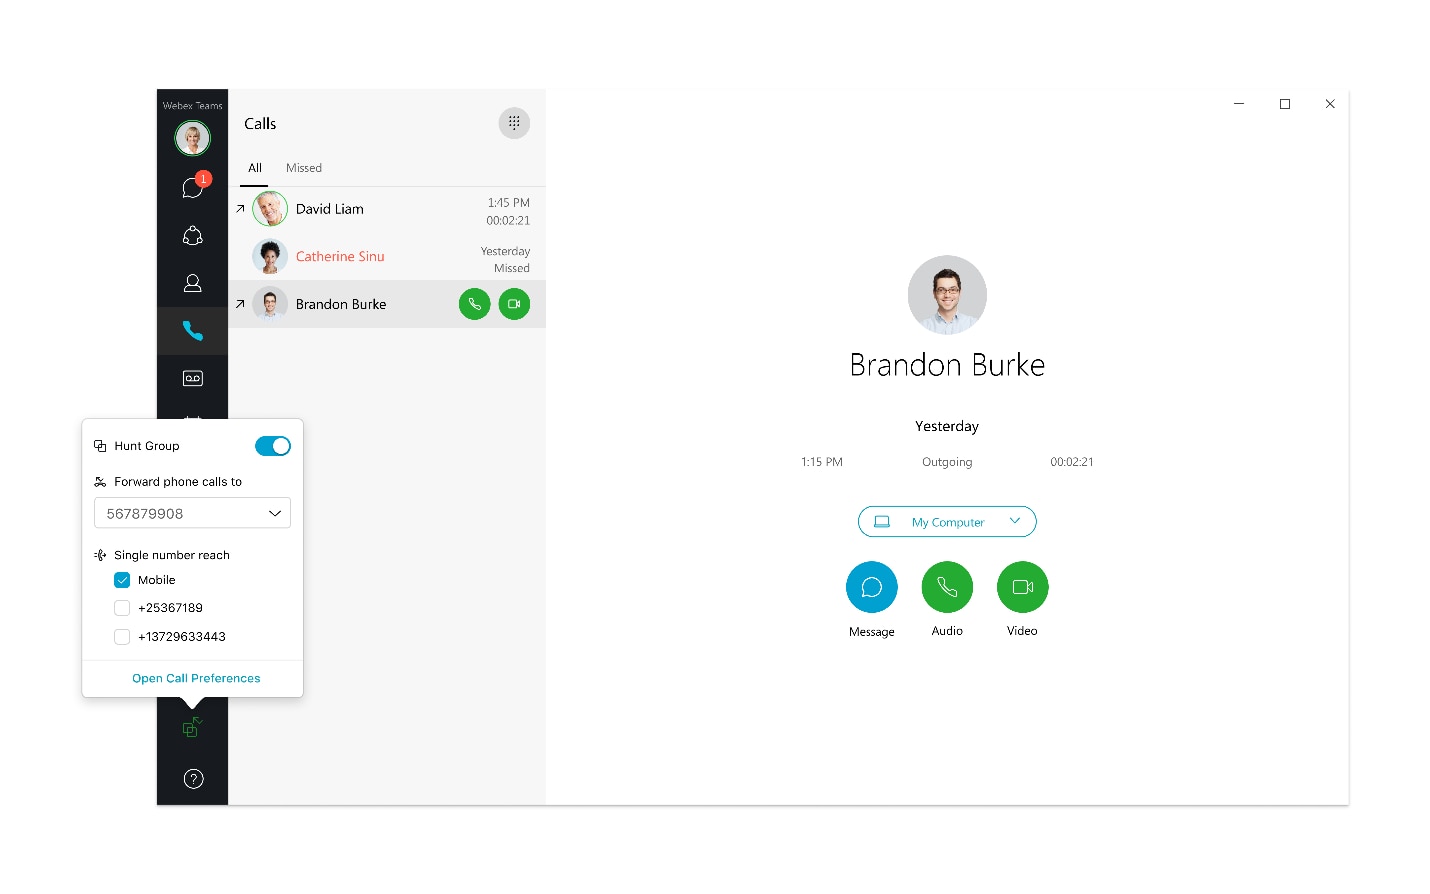 Webex Teams
1
Calls
All Missed
David Liam 1:45 PM
00:02:21
Catherine Sinu Yesterday
Missed
Brandon Burke
Brandon Burke
Yesterday
1:15 PM Outgoing 00:02:21
My Computer
Message Audio Video
Hunt Group
Forward phone calls to
567879908
Single number reach
Mobile
+25367189
+13729633443
Open Call Preferences
?